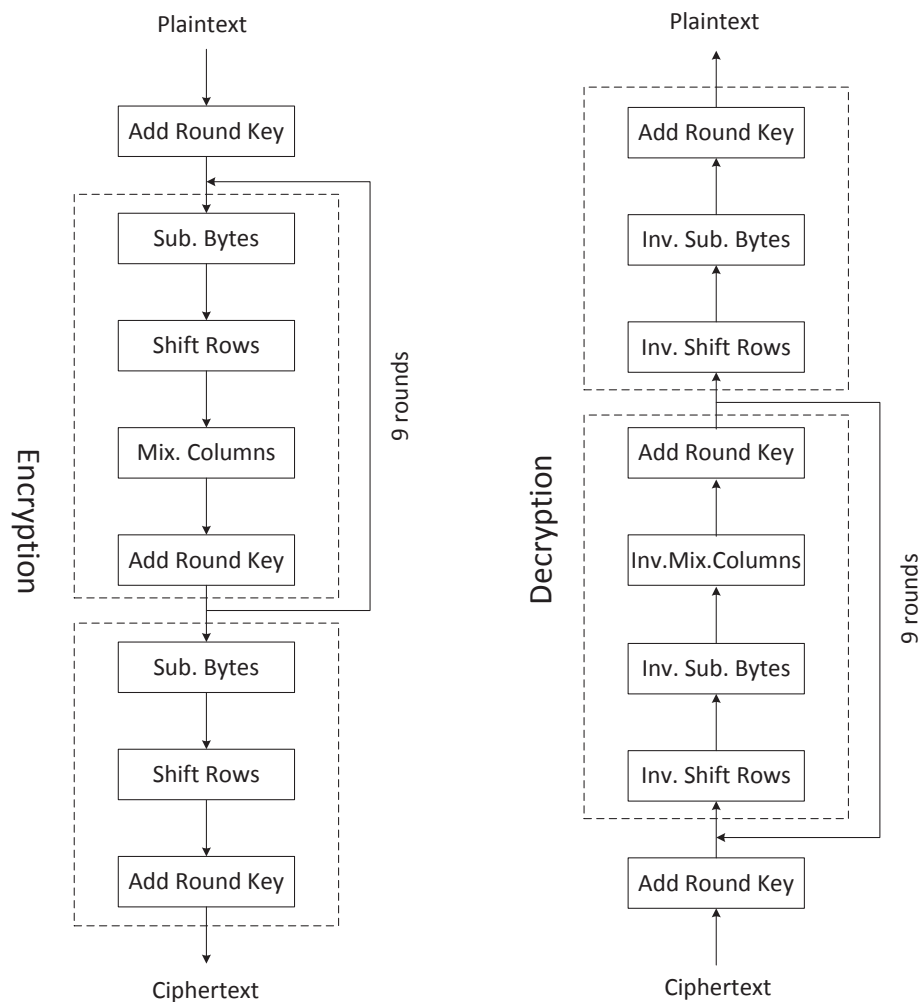 Plaintext
Add Round Key
Sub. Bytes
Shift Rows
Mix. Columns
Add Round Key
9 rounds
Encryption
Sub. Bytes
Shift Rows
Add Round Key
Ciphertext
Plaintext
Add Round Key
Inv. Sub. Bytes
Inv. Shift Rows
Add Round Key
Inv.Mix.Columns
Inv. Sub. Bytes
Inv. Shift Rows
9 rounds
Decryption
Add Round Key
Ciphertext